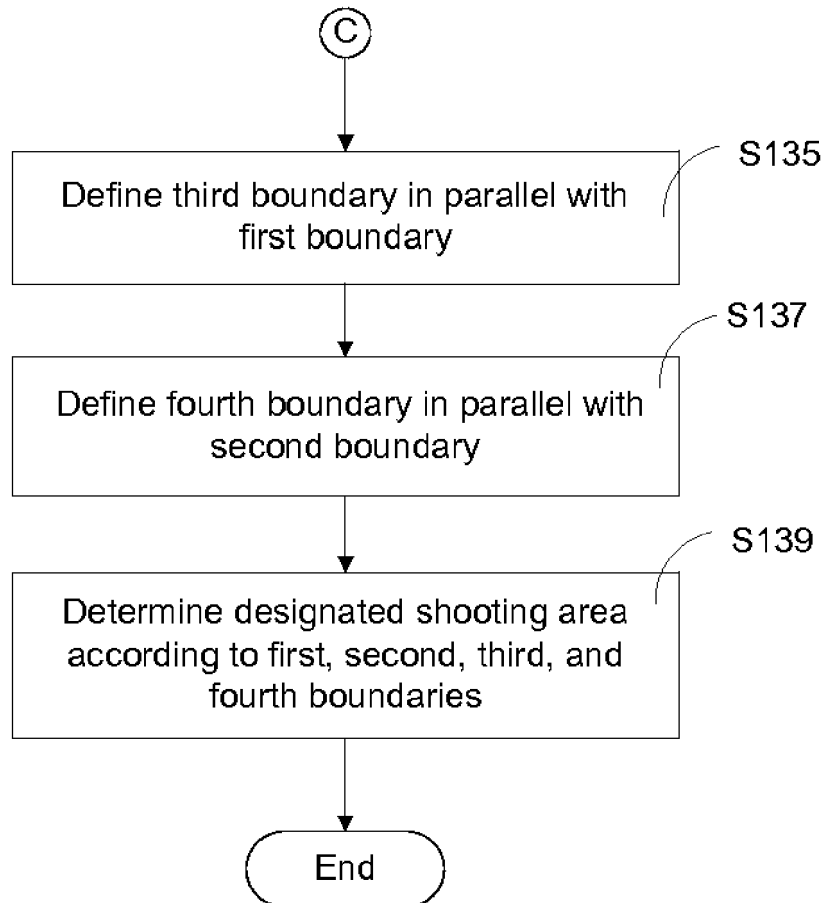 C
S135
Define third boundary in parallel with
first boundary
S137
Define fourth boundary in parallel with
second boundary
S139
Determine designated shooting area
according to first, second, third, and
fourth boundaries
End